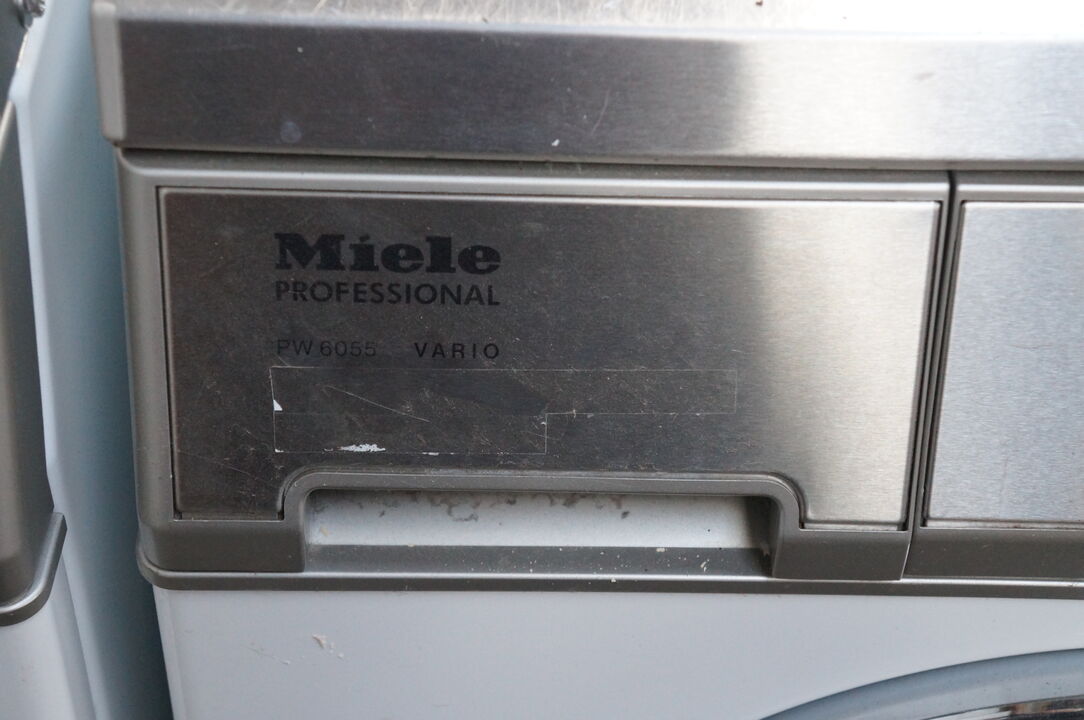 Miele
PROFESSIONAL
PW 6055 VARIO